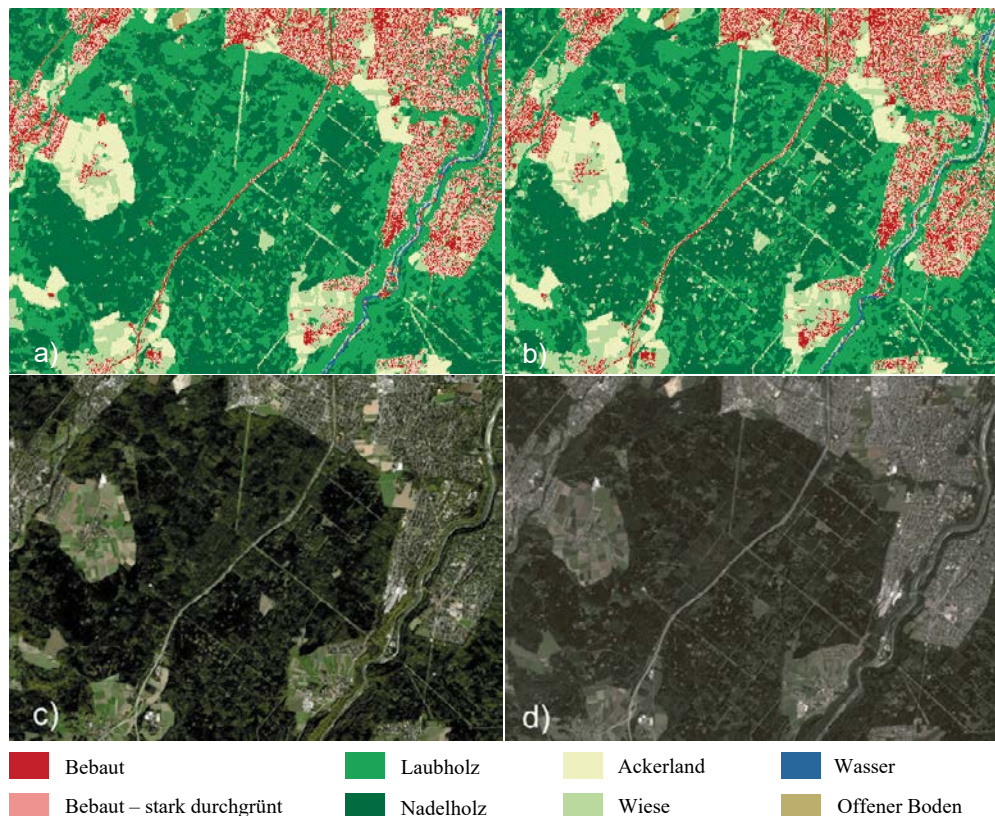 a)
b)
c)
d)
Bebaut
Laubholz
Ackerland
Wasser
Bebaut – stark durchgrünt
Nadelholz
Wiese
Offener Boden